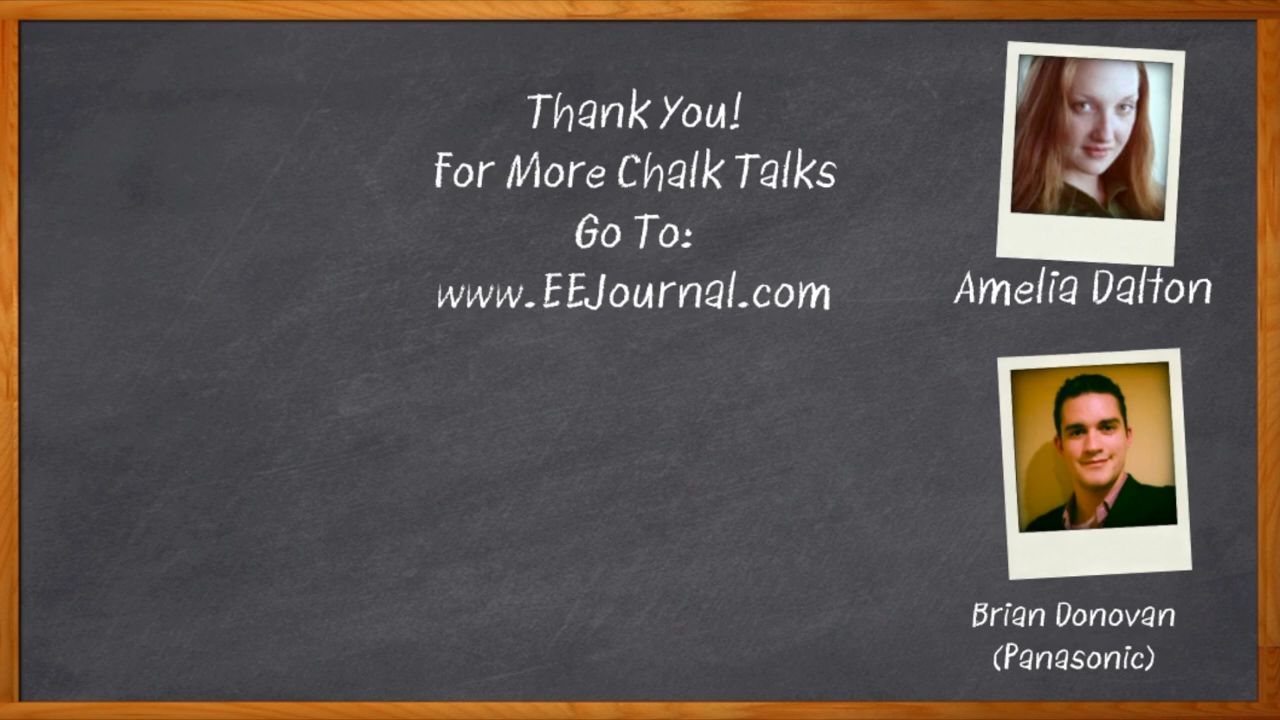 Thank You!
For More Chalk Talks
Go To:
www.EEJournal.com
Amelia Dalton
Brian Donovan
(Panasonic)